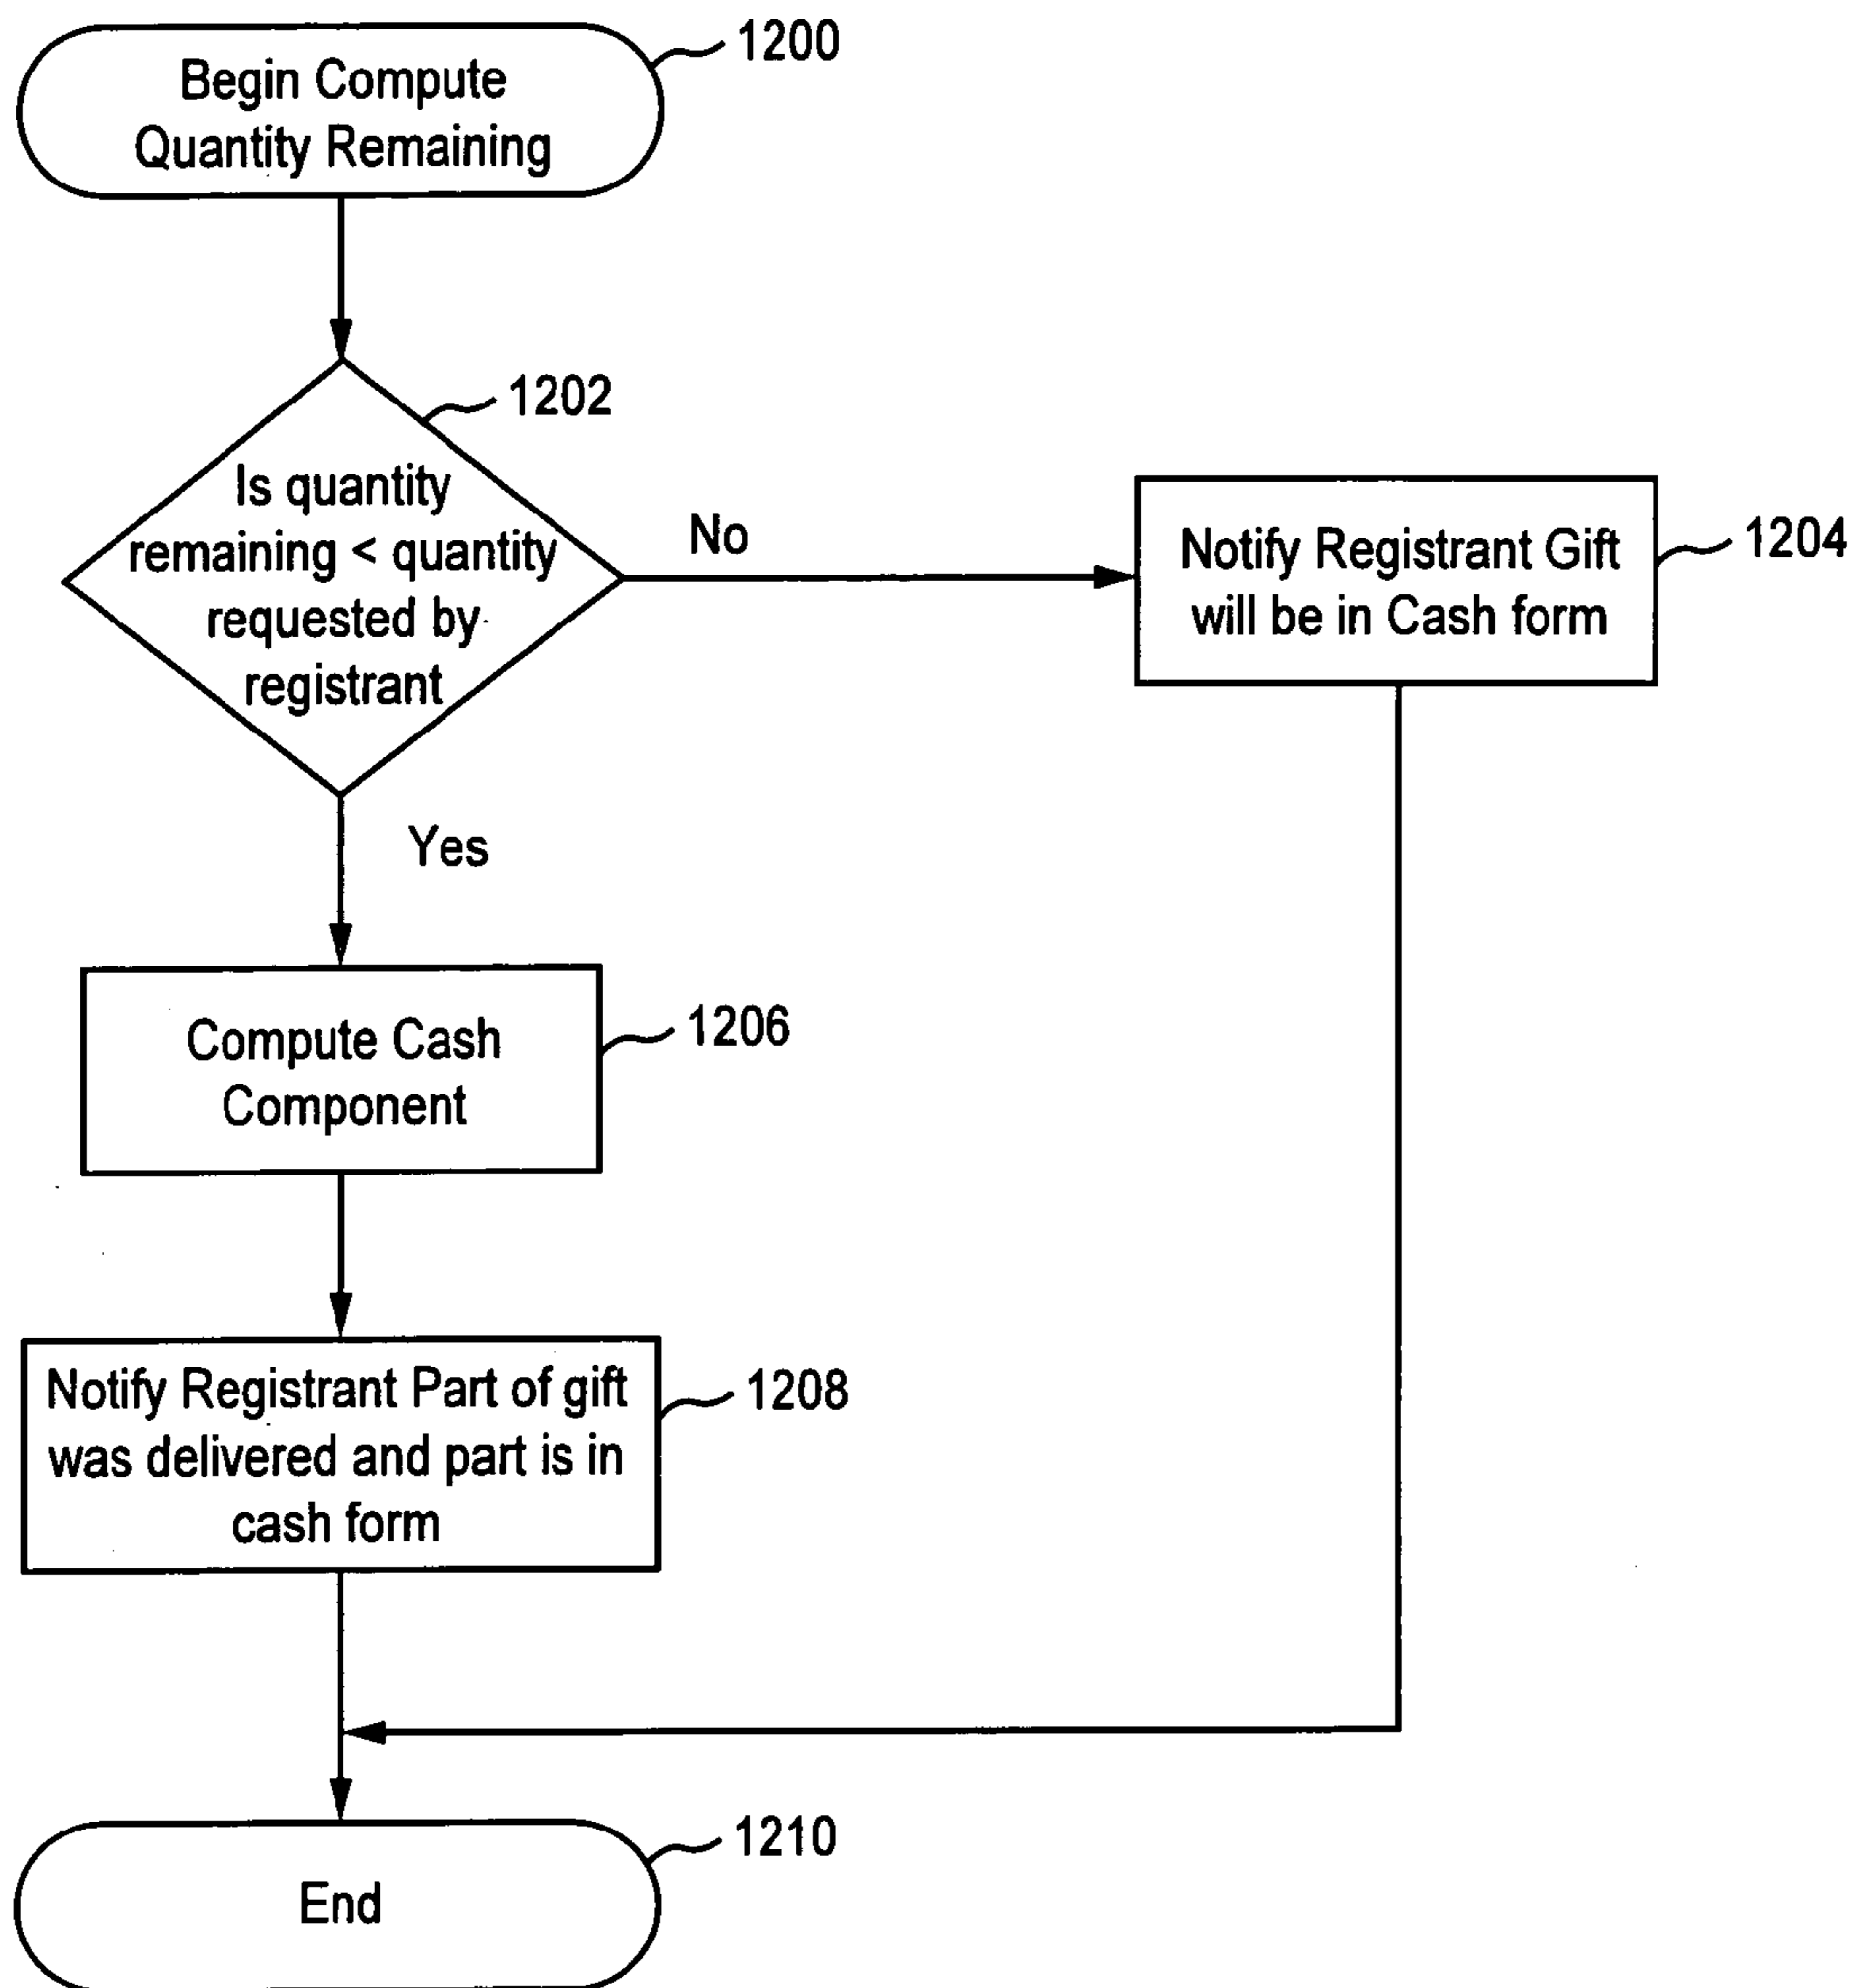 1200
Begin Compute
Quantity Remaining
1202
Is quantity
remaining < quantity
requested by
registrant
No
Notify Registrant Gift
will be in Cash form
1204
Yes
Compute Cash
Component
1206
Notify Registrant Part of gift
was delivered and part is in
cash form
1208
1210
End